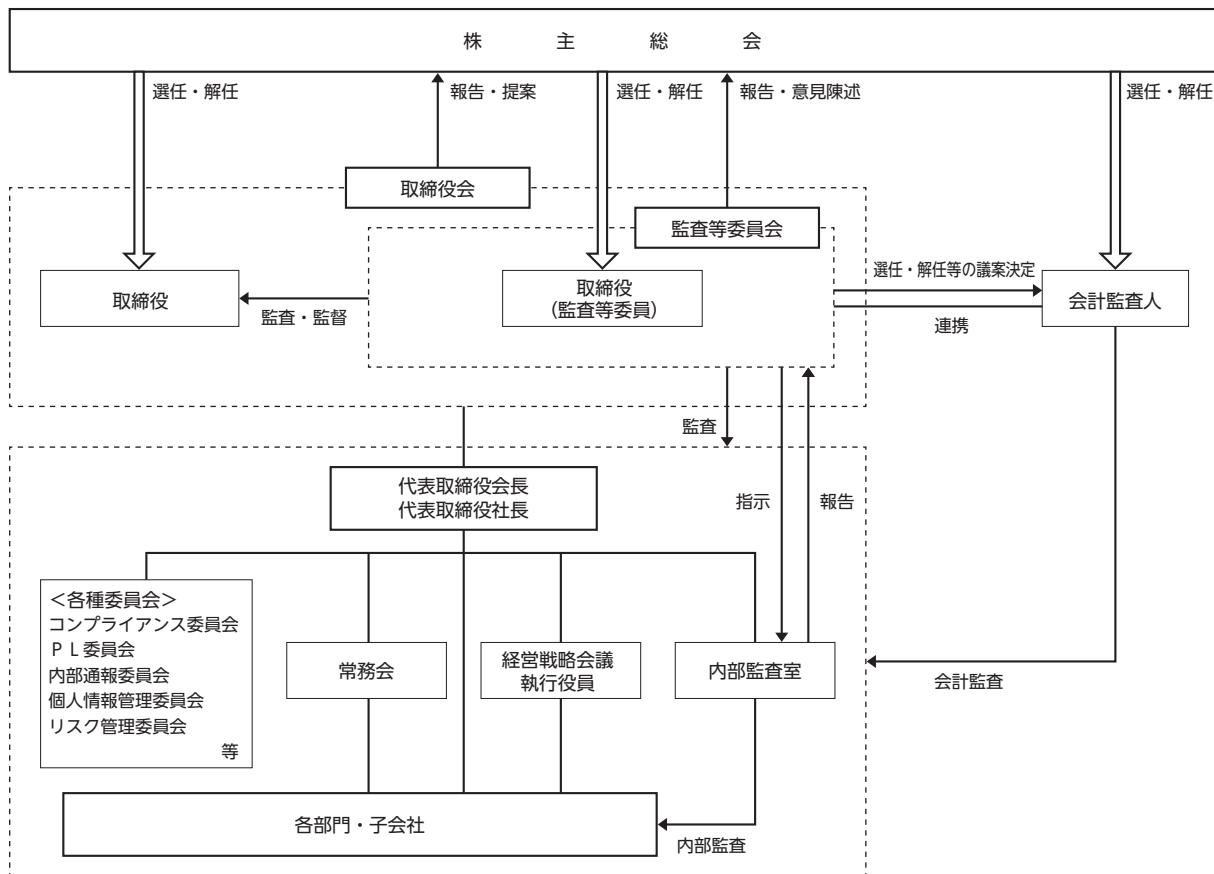 株主総会
選任・解任
報告・提案
選任・解任
報告・意見陳述
選任・解任
取締役会
監査等委員会
取締役
監査・監督
取締役
(監査等委員)
選任・解任等の議案決定
連携
会計監査人
監査
代表取締役会長
代表取締役社長
指示
報告
<各種委員会>
コンプライアンス委員会
PL委員会
内部通報委員会
個人情報管理委員会
リスク管理委員会
等
常務会
経営戦略会議
執行役員
内部監査室
会計監査
各部門・子会社
内部監査